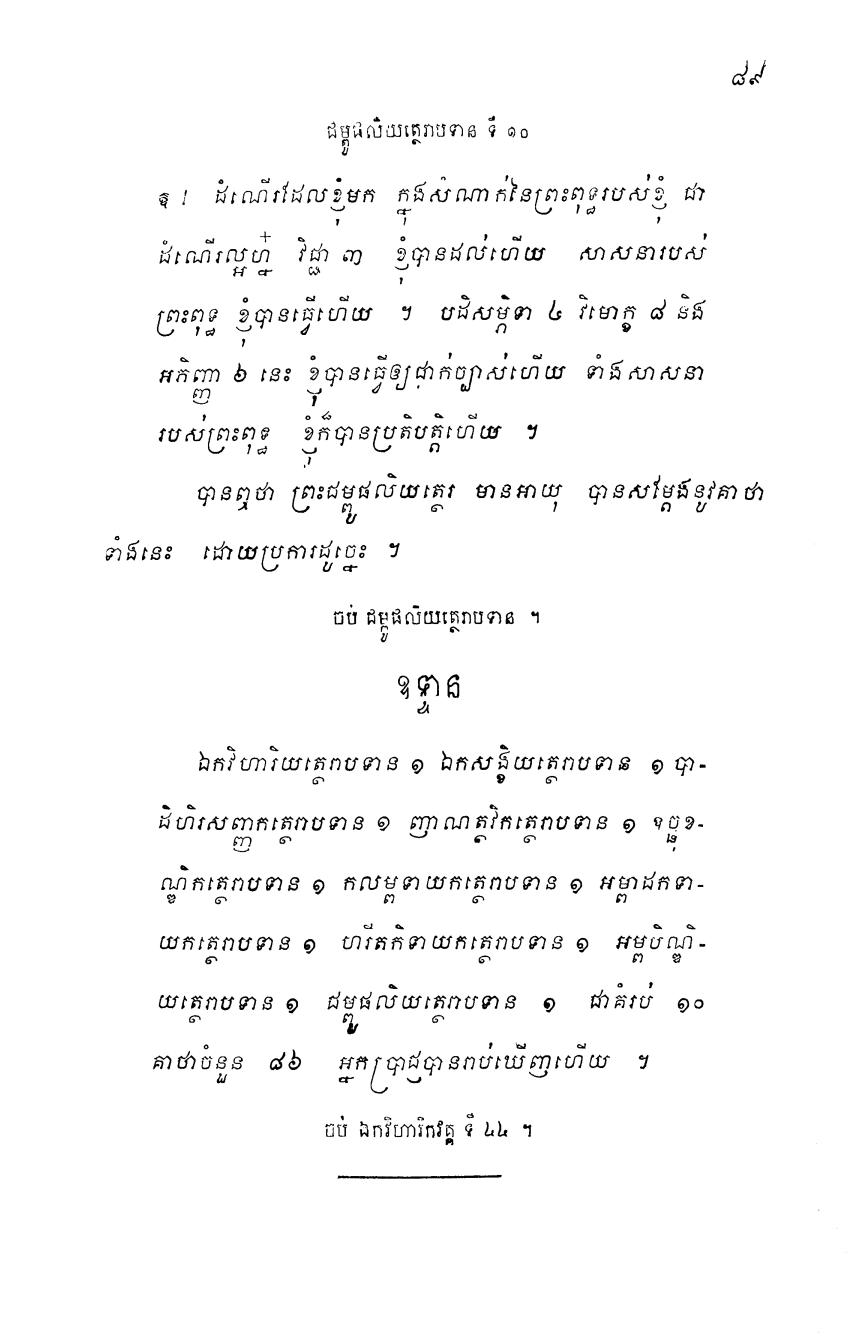 ៨៩
ជម្ពូផលិយត្ថេរាបទាន ទី ១០
ឱ ! ដំណើរដែលខ្ញុំមក ក្នុងសំណាក់នៃព្រះពុទ្ធរបស់ខ្ញុំ ជា
ដំណើរល្អហ្ន៎ វិជ្ជា ៣ ខ្ញុំបានដល់ហើយ សាសនារបស់
ព្រះពុទ្ធ ខ្ញុំបានធ្វើហើយ ។ បដិសម្ភិទា ៤ វិមោក្ខ ៨ និង
អភិញ្ញា ៦ នេះ ខ្ញុំបានធ្វើឲ្យជាក់ច្បាស់ហើយ ទាំងសាសនា
របស់ព្រះពុទ្ធ ខ្ញុំក៏បានប្រតិបត្តិហើយ ។
បានឮថា ព្រះជម្ពូផលិយត្ថេរ មានអាយុ បានសម្ដែងនូវគាថា
ទាំងនេះ ដោយប្រការដូច្នេះ ។
ចប់ ជម្ពូផលិយត្ថេរាបទាន ។
ឧទ្ទាន
ឯកវិហារិយត្ថេរាបទាន ១ ឯកសង្ខិយត្ថេរាបទាន ១ បា-
ដិហិរសញ្ញកត្ថេរាបទាន ១ ញាណត្ថវិកត្ថេរាបទាន ១ ឧច្ឆុខ-
ណ្ឌិកត្ថេរាបទាន ១ កលម្ពទាយកត្ថេរាបទាន ១ អម្ពាដកទា-
យកត្ថេរាបទាន ១ ហរីតកិទាយកត្ថេរាបទាន ១ អម្ពបិណ្ឌិ-
យត្ថេរាបទាន ១ ជម្ពូផលិយត្ថេរាបទាន ១ ជាគំរប់ ១០
គាថាចំនួន ៨៦ អ្នកប្រាជ្ញបានរាប់ឃើញហើយ ។
ចប់ ឯកវិហារិកវគ្គ ទី ៤៤ ។